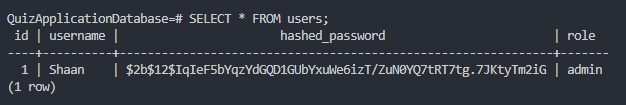 QuizApplicationDatabase=# SELECT * FROM users;
 id | username |                       hashed_password                        | role
----+----------+--------------------------------------------------------------+-------
  1 | Shaan    | $2b$12$IqIeF5bYqzYdGQD1GUbYxuWe6izT/ZuN0YQ7tRT7tg.7JKtyTm2iG | admin
(1 row)